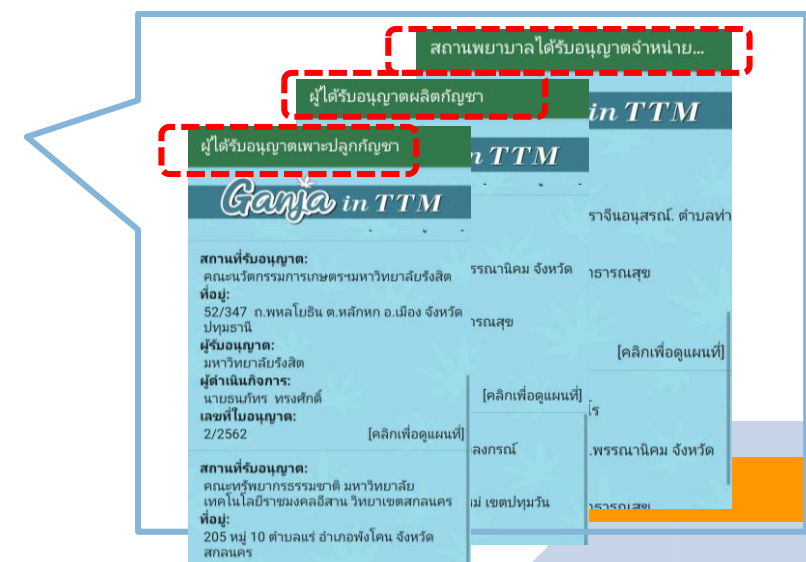 สถานพยาบาลได้รับอนุญาตจำหน่าย...
ผู้ได้รับอนุญาตผลิตกัญชา
in TTM
ผู้ได้รับอนุญาตเพาะปลูกกัญชา
TTM
Ganja in TTM
ราจีนอนุสรณ์. ตำบลท่า
สถานที่รับอนุญาต:
คณะนวัตกรรมการเกษตรฯมหาวิทยาลัยรังสิต
รรณานิคม จังหวัด
าธารณสุข
ที่อยู่:
52/347 ถ.พหลโยธิน ต.หลักหก อ.เมือง จังหวัด
ปทุมธานี
ารณสุข
ผู้รับอนุญาต:
[คลิกเพื่อดูแผนที่]
มหาวิทยาลัยรังสิต
ผู้ดำเนินกิจการ:
นายธนภัทร ทรงศักดิ์
[คลิกเพื่อดูแผนที่]
เลขที่ใบอนุญาต:
2/2562 [คลิกเพื่อดูแผนที่]
ลงกรณ์
.พรรณานิคม จังหวัด
สถานที่รับอนุญาต:
คณะทรัพยากรธรรมชาติ มหาวิทยาลัย
เทคโนโลยีราชมงคลอีสาน วิทยาเขตสกลนคร
ม่ เขตปทุมวัน
ที่อยู่:
205 หมู่ 10 ตำบลแร่ อำเภอพังโคน จังหวัด
สกลนคร